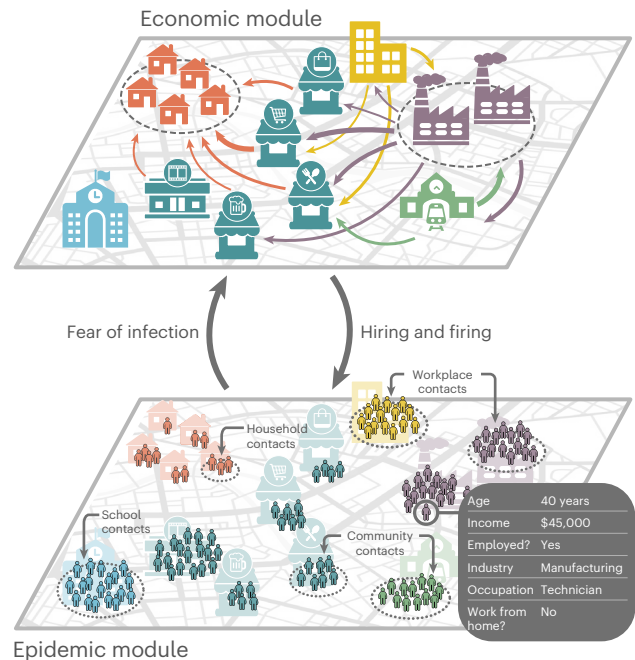 Economic module
Fear of infection
Hiring and firing
Workplace
contacts
Household
contacts
School
contacts
Community
contacts
Age 40 years
Income $45,000
Employed? Yes
Industry Manufacturing
Occupation Technician
Work from No
home?
Epidemic module